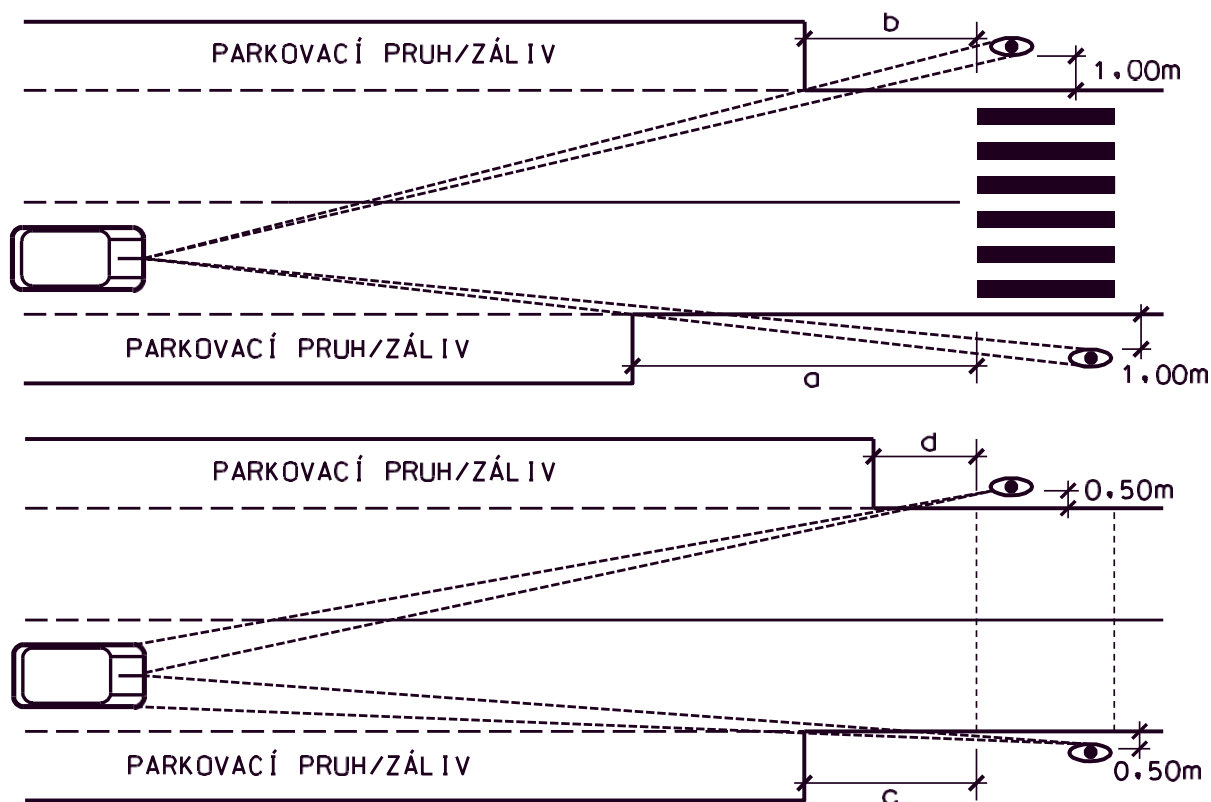 b
PARKOVACÍ PRUH/ZÁLIV
1.00m
PARKOVACÍ PRUH/ZÁLIV
a
1.00m
d
PARKOVACÍ PRUH/ZÁLIV
0.50m
PARKOVACÍ PRUH/ZÁLIV
0.50m
c